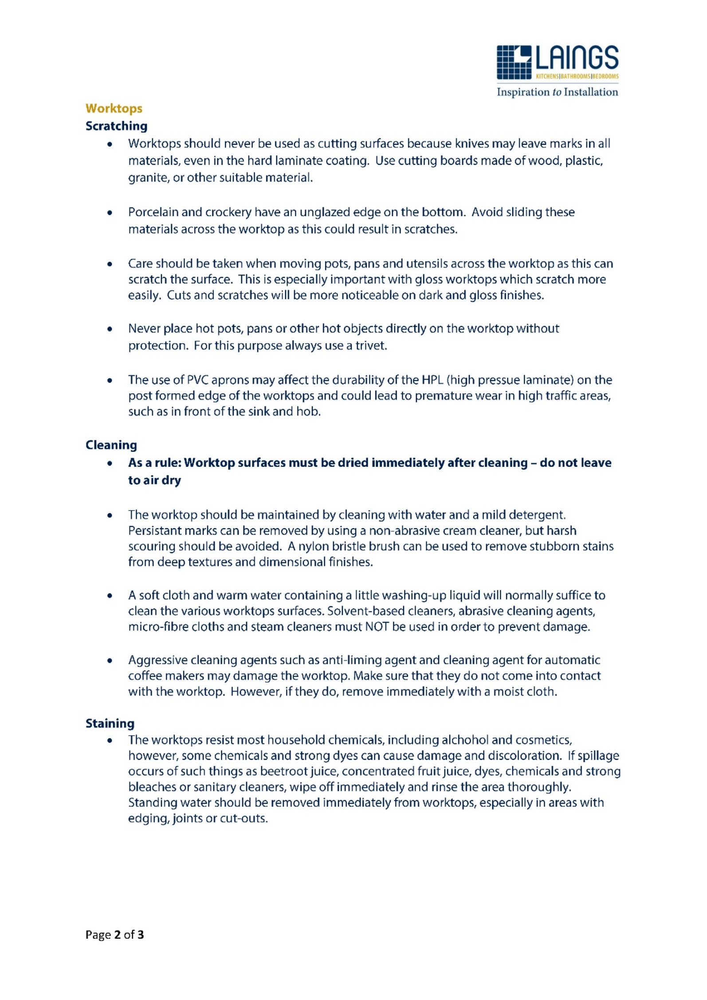 LAINGS
KITCHENS|BATHROOMS|BEDROOMS
Inspiration to Installation
Worktops
Scratching
• Worktops should never be used as cutting surfaces because knives may leave marks in all
materials, even in the hard laminate coating. Use cutting boards made of wood, plastic,
granite, or other suitable material.
• Porcelain and crockery have an unglazed edge on the bottom. Avoid sliding these
materials across the worktop as this could result in scratches.
• Care should be taken when moving pots, pans and utensils across the worktop as this can
scratch the surface. This is especially important with gloss worktops which scratch more
easily. Cuts and scratches will be more noticeable on dark and gloss finishes.
• Never place hot pots, pans or other hot objects directly on the worktop without
protection. For this purpose always use a trivet.
• The use of PVC aprons may affect the durability of the HPL (high pressue laminate) on the
post formed edge of the worktops and could lead to premature wear in high traffic areas,
such as in front of the sink and hob.
Cleaning
• As a rule: Worktop surfaces must be dried immediately after cleaning – do not leave
to air dry
• The worktop should be maintained by cleaning with water and a mild detergent.
Persistant marks can be removed by using a non-abrasive cream cleaner, but harsh
scouring should be avoided. A nylon bristle brush can be used to remove stubborn stains
from deep textures and dimensional finishes.
• A soft cloth and warm water containing a little washing-up liquid will normally suffice to
clean the various worktops surfaces. Solvent-based cleaners, abrasive cleaning agents,
micro-fibre cloths and steam cleaners must NOT be used in order to prevent damage.
• Aggressive cleaning agents such as anti-liming agent and cleaning agent for automatic
coffee makers may damage the worktop. Make sure that they do not come into contact
with the worktop. However, if they do, remove immediately with a moist cloth.
Staining
• The worktops resist most household chemicals, including alchohol and cosmetics,
however, some chemicals and strong dyes can cause damage and discoloration. If spillage
occurs of such things as beetroot juice, concentrated fruit juice, dyes, chemicals and strong
bleaches or sanitary cleaners, wipe off immediately and rinse the area thoroughly.
Standing water should be removed immediately from worktops, especially in areas with
edging, joints or cut-outs.
Page 2 of 3